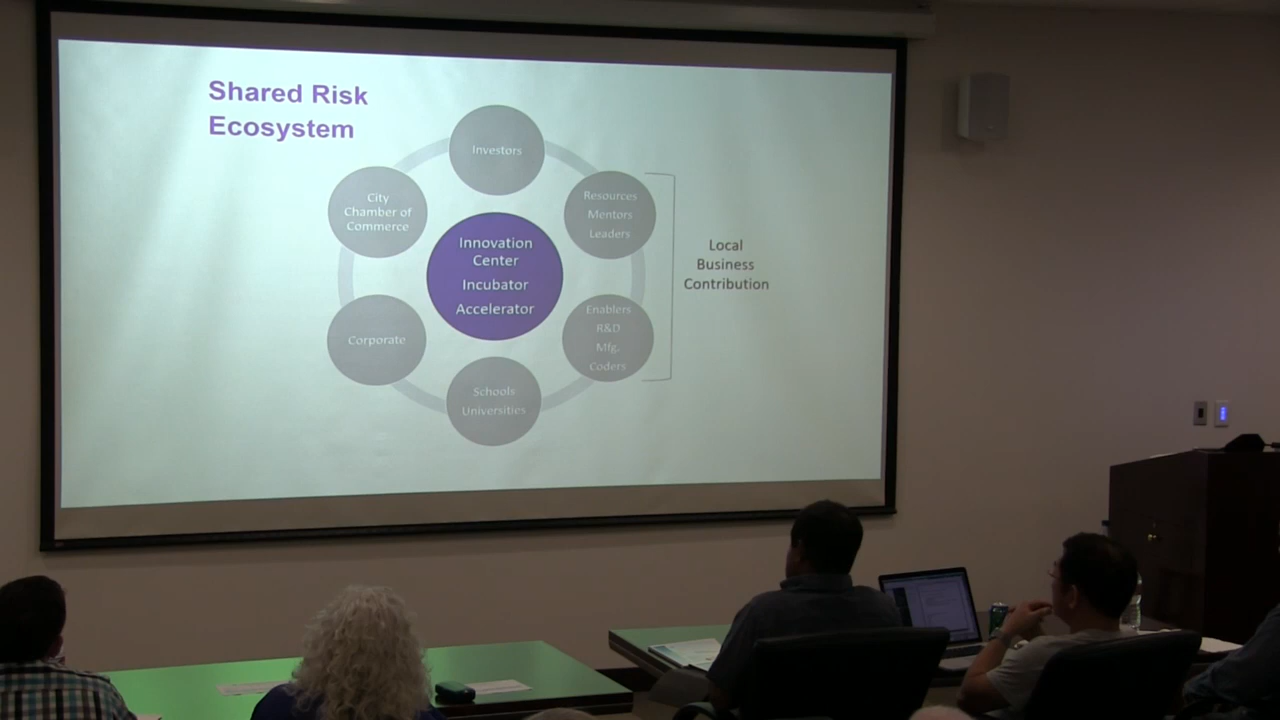 Shared Risk
Ecosystem
Investors
City
Chamber of
Commerce
Resources
Mentors
Leaders
Innovation
Center
Incubator
Accelerator
Local
Business
Contribution
Corporate
Enablers
R&D
Mfg.
Coders
Schools
Universities